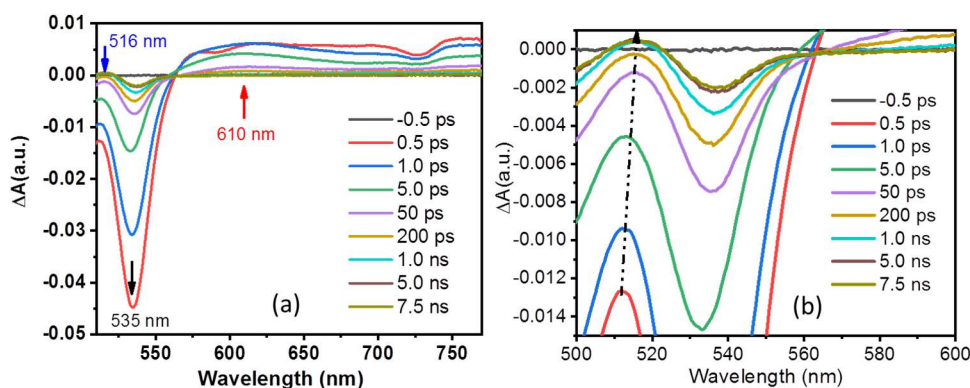 516 nm
610 nm
535 nm
-0.5 ps
0.5 ps
1.0 ps
5.0 ps
50 ps
200 ps
1.0 ns
5.0 ns
7.5 ns
(a)
0.01
0.00
-0.01
-0.02
-0.03
-0.04
-0.05
ΔA(a.u.)
550 600 650 700 750
Wavelength (nm)
0.000
-0.002
-0.004
-0.006
-0.008
-0.010
-0.012
-0.014
ΔA(a.u.)
-0.5 ps
0.5 ps
1.0 ps
5.0 ps
50 ps
200 ps
1.0 ns
5.0 ns
7.5 ns
(b)
500 520 540 560 580 600
Wavelength (nm)